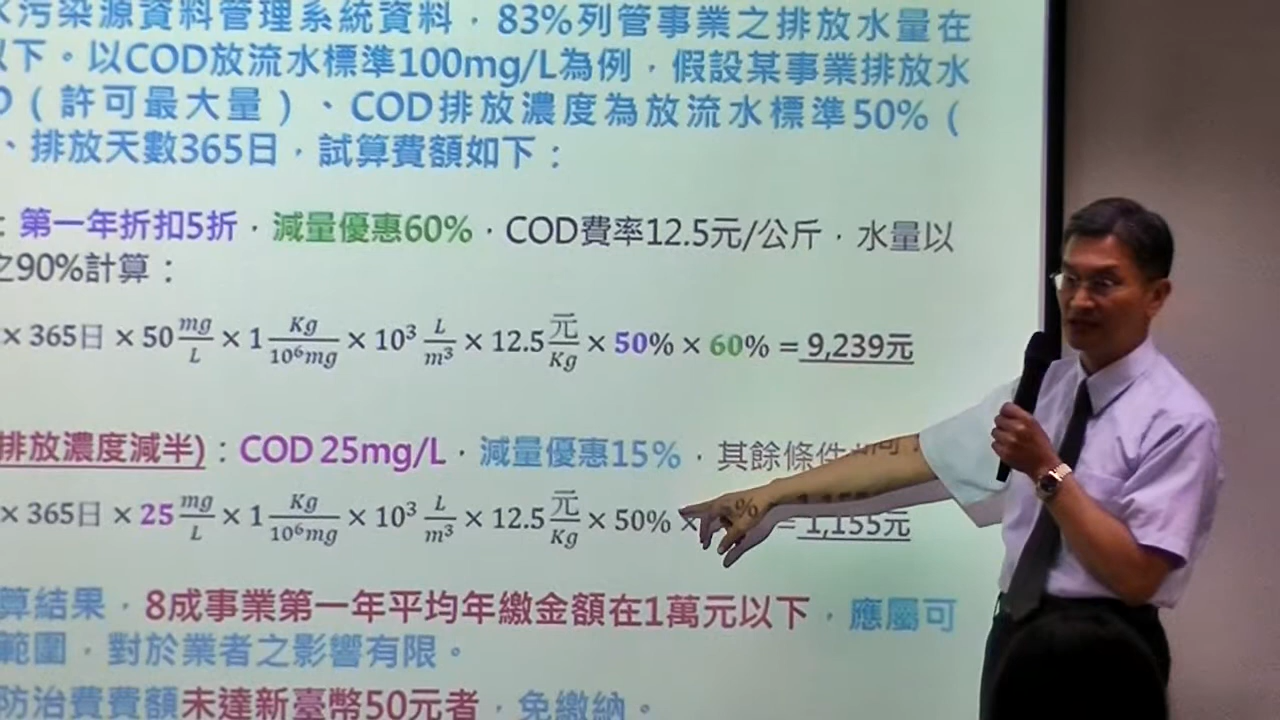 污染源資料管理系統資料，83%列管事業之排放水量在
以下。以COD放流水標準100mg/L為例，假設某事業排放水
（許可最大量）、COD排放濃度為放流水標準50%（
、排放天數365日，試算費額如下：
：第一年折扣5折，減量優惠60%，COD費率12.5元/公斤，水量以
之90%計算：
× 365日 × 50 mg/L × 1 Kg/10⁶mg × 10³ L/m³ × 12.5 元/Kg × 50% × 60% = 9,239元
排放濃度減半)：COD 25mg/L，減量優惠15%，其餘條件
× 365日 × 25 mg/L × 1 Kg/10⁶mg × 10³ L/m³ × 12.5 元/Kg × 50% × % = 1,155元
算結果，8成事業第一年平均年繳金額在1萬元以下，應屬可
範圍，對於業者之影響有限。
防治費費額未達新臺幣50元者，免繳納。